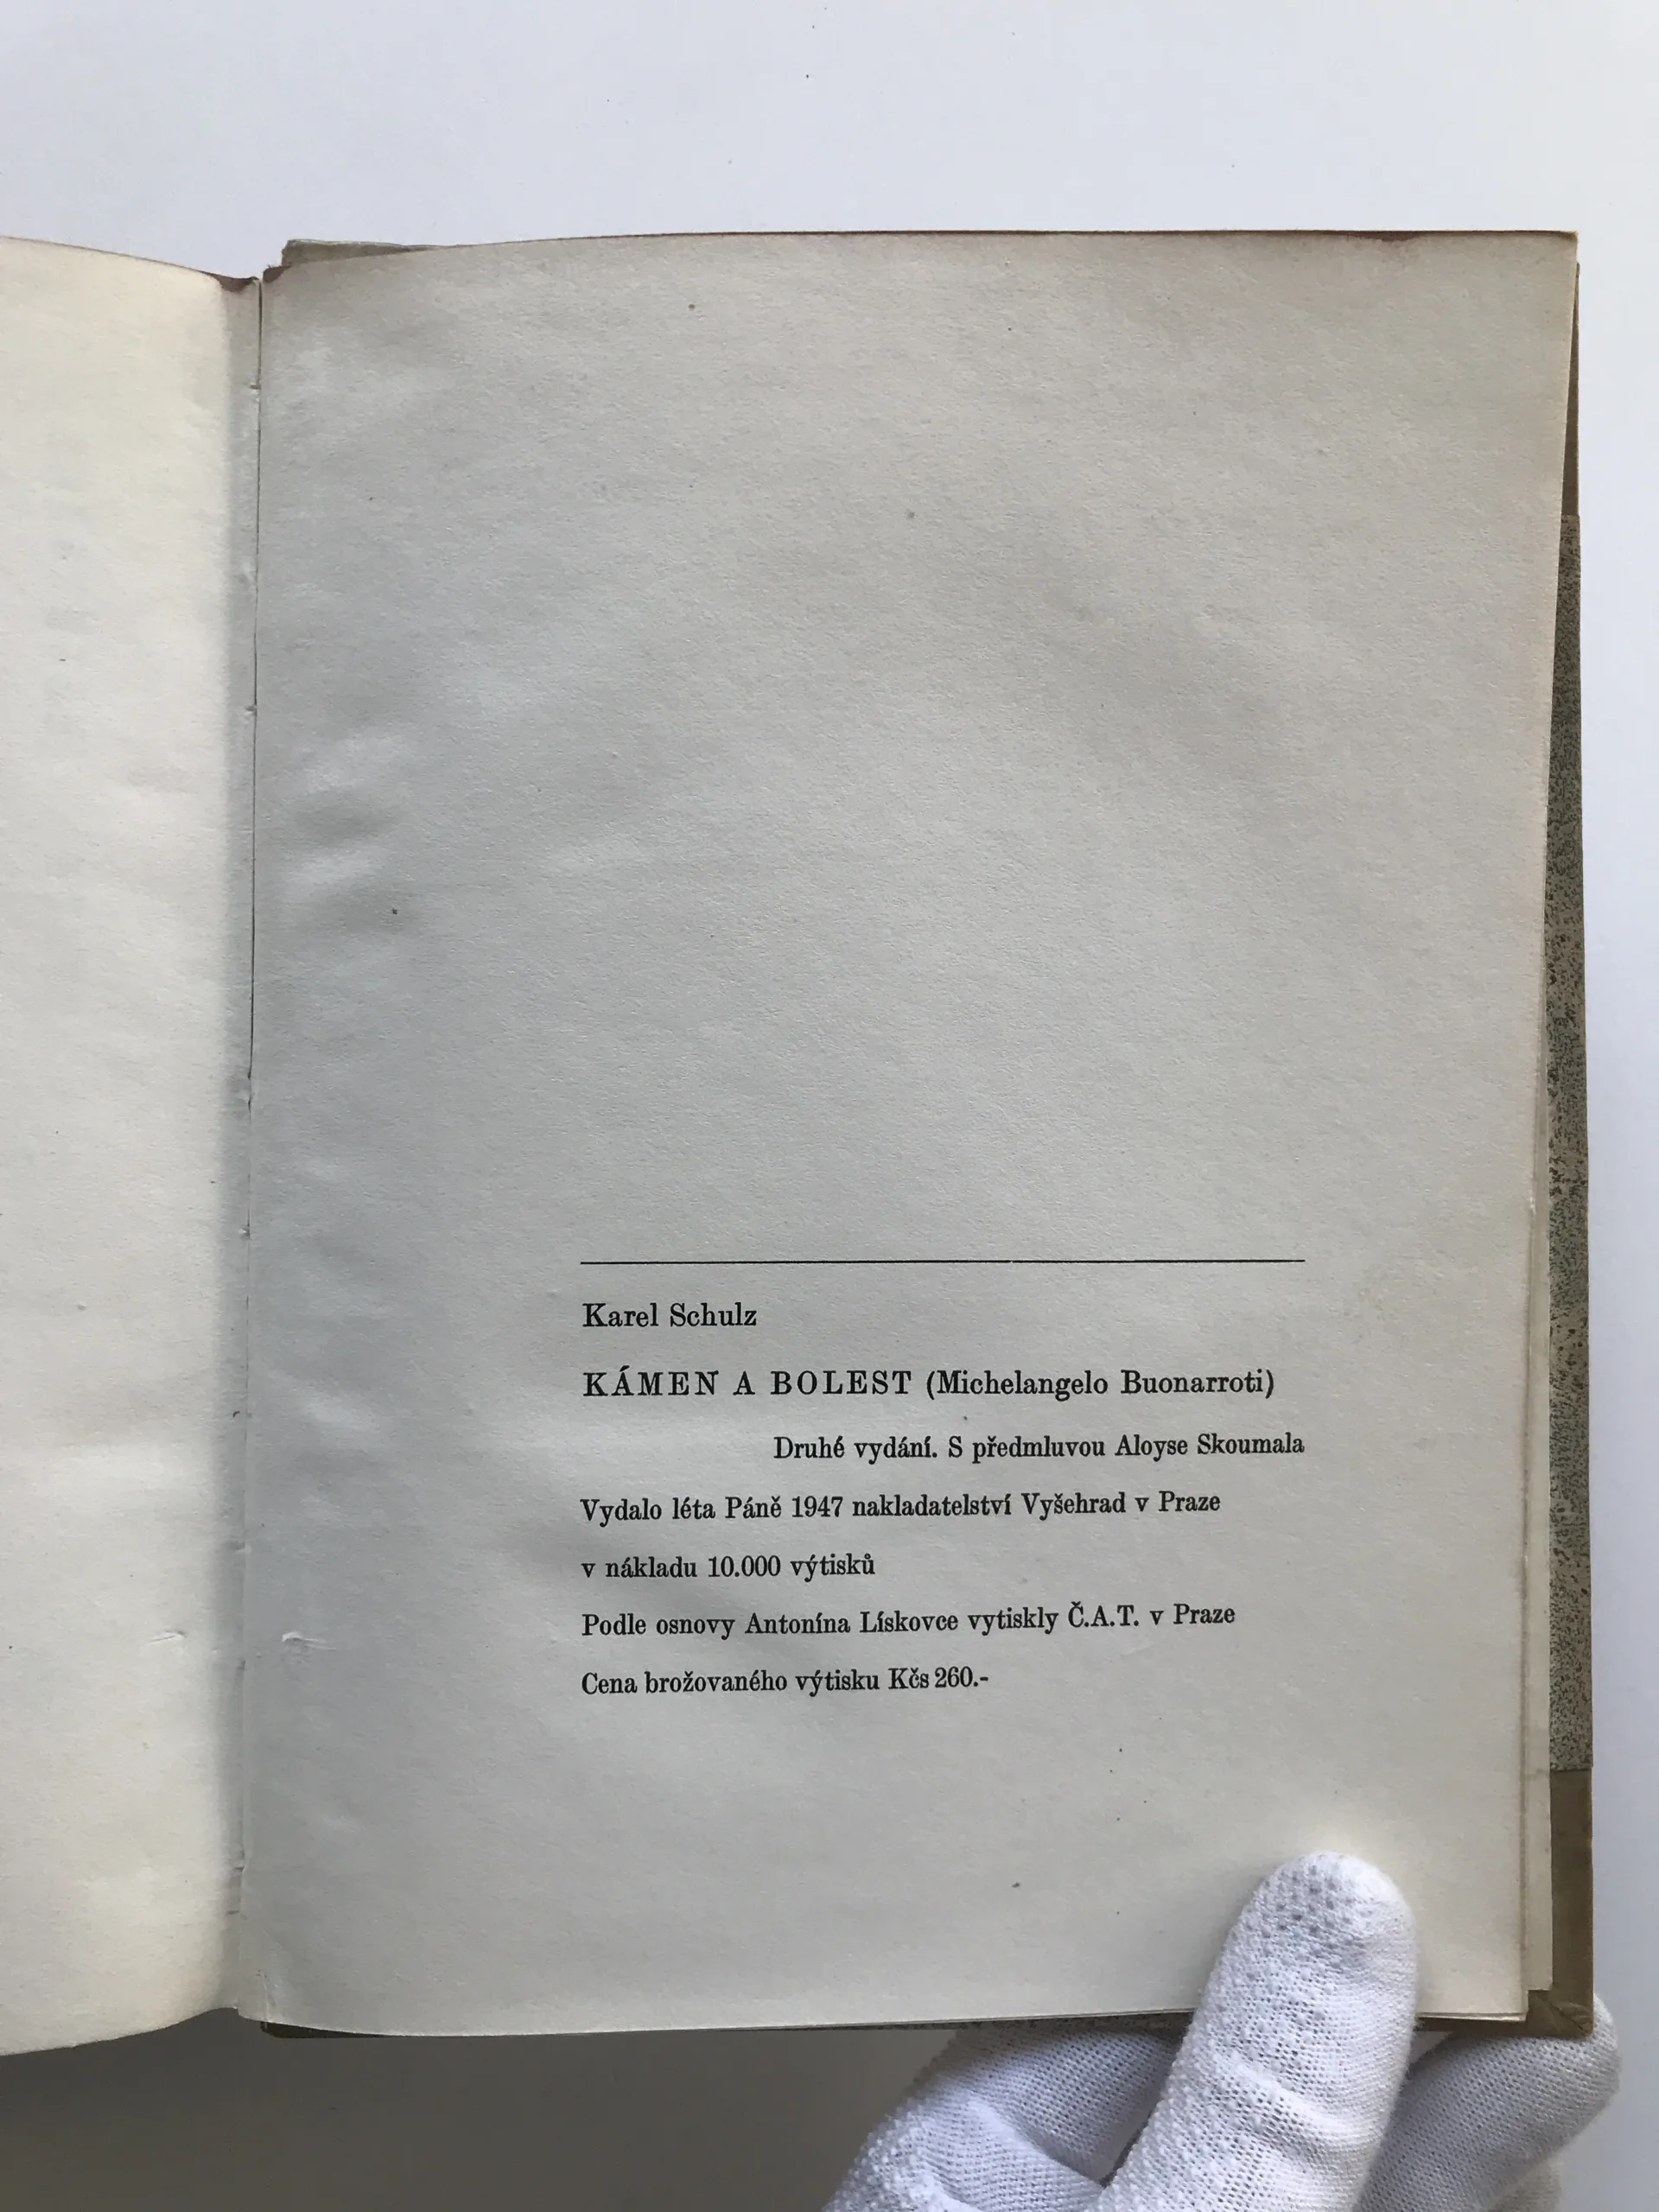 Karel Schulz
KÁMEN A BOLEST (Michelangelo Buonarroti)
Druhé vydání. S předmluvou Aloyse Skoumala
Vydalo léta Páně 1947 nakladatelství Vyšehrad v Praze
v nákladu 10.000 výtisků
Podle osnovy Antonína Lískovce vytiskly Č.A.T. v Praze
Cena brožovaného výtisku Kčs 260.-